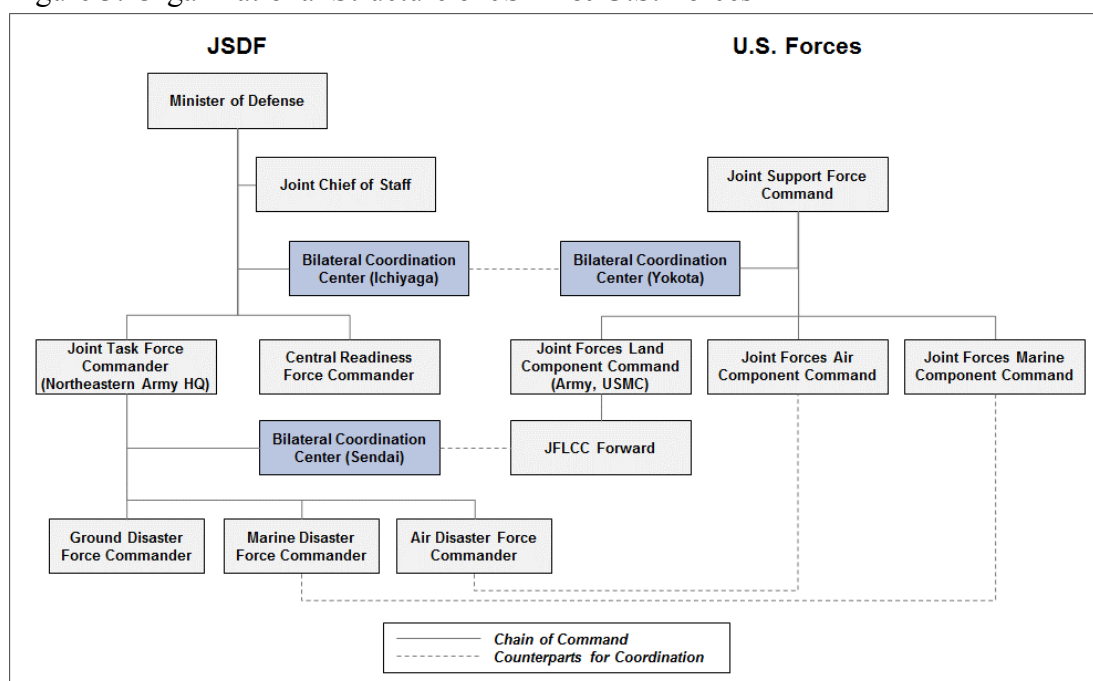 JSDF
U.S. Forces
Minister of Defense
Joint Chief of Staff
Joint Support Force
Command
Bilateral Coordination
Center (Ichiyaga)
Bilateral Coordination
Center (Yokota)
Joint Task Force
Commander
(Northeastern Army HQ)
Central Readiness
Force Commander
Joint Forces Land
Component Command
(Army, USMC)
Joint Forces Air
Component Command
Joint Forces Marine
Component Command
Bilateral Coordination
Center (Sendai)
JFLCC Forward
Ground Disaster
Force Commander
Marine Disaster
Force Commander
Air Disaster Force
Commander
Chain of Command
Counterparts for Coordination